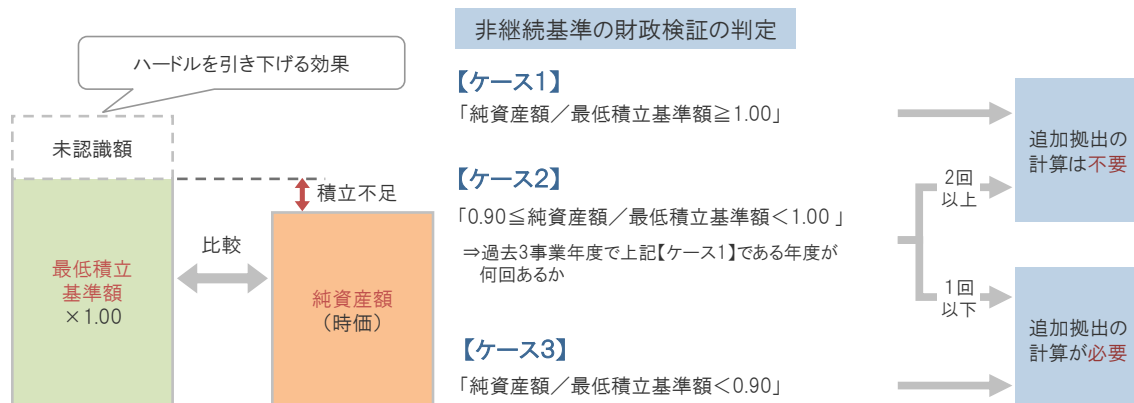 非継続基準の財政検証の判定
ハードルを引き下げる効果
未認識額
積立不足
比較
最低積立
基準額
×1.00
純資産額
（時価）
【ケース1】
「純資産額／最低積立基準額≧1.00」
【ケース2】
「0.90≦純資産額／最低積立基準額＜1.00 」
⇒過去3事業年度で上記【ケース1】である年度が
何回あるか
【ケース3】
「純資産額／最低積立基準額＜0.90」
2回
以上
1回
以下
追加拠出の
計算は不要
追加拠出の
計算が必要